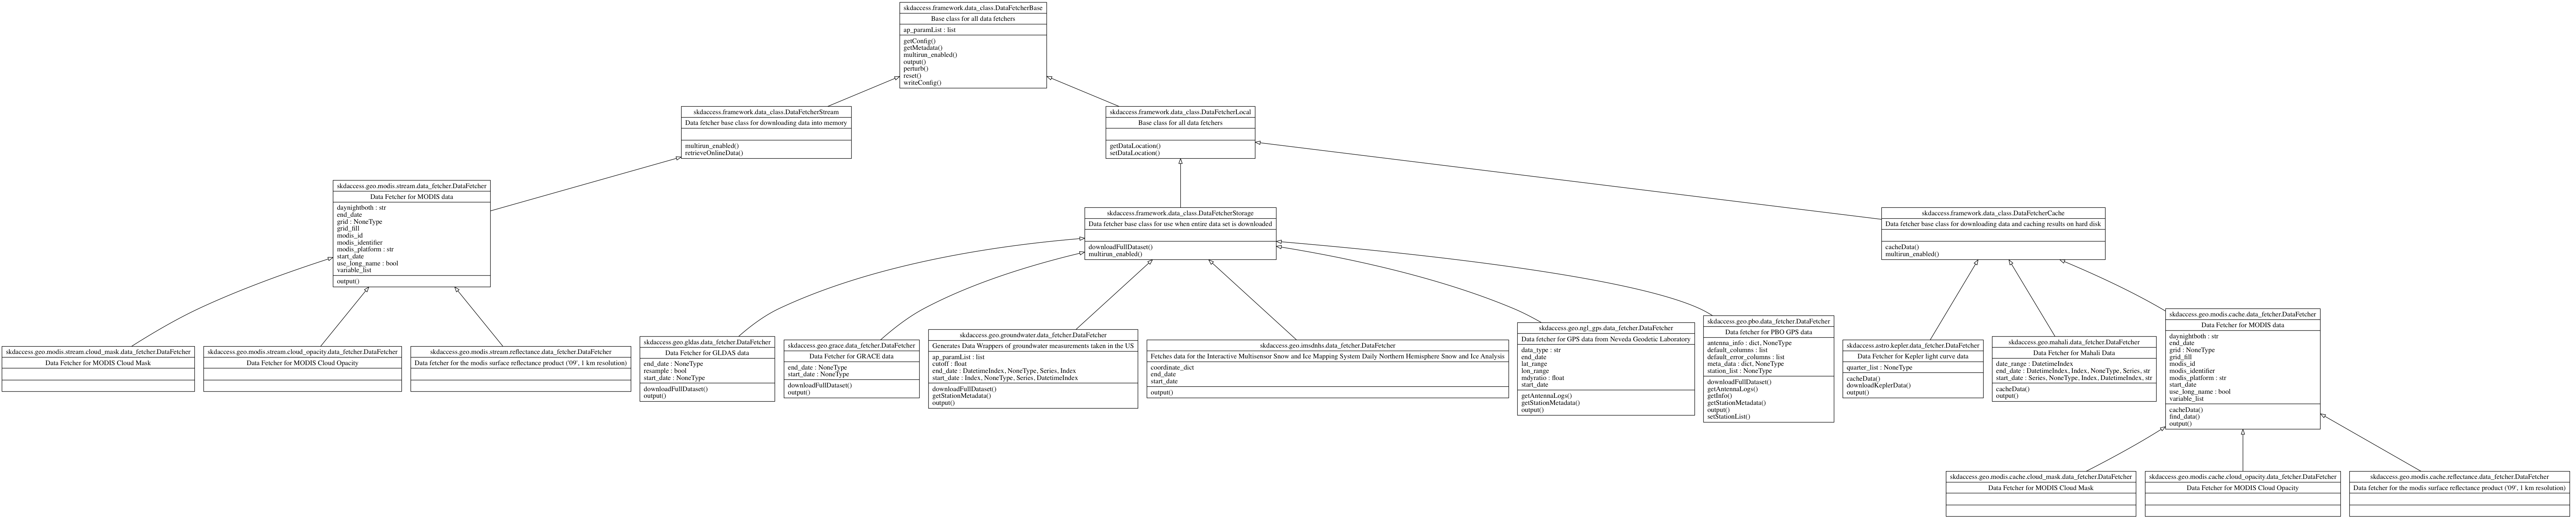 skdaccess.framework.data_class.DataFetcherBase
Base class for all data fetchers
ap_paramList : list
getConfig()
getMetadata()
multirun_enabled()
output()
perturb()
reset()
writeConfig()
skdaccess.framework.data_class.DataFetcherStream
Data fetcher base class for downloading data into memory
multirun_enabled()
retrieveOnlineData()
skdaccess.framework.data_class.DataFetcherLocal
Base class for all data fetchers
getDataLocation()
setDataLocation()
skdaccess.geo.modis.stream.data_fetcher.DataFetcher
Data Fetcher for MODIS data
daynightboth : str
end_date
grid : NoneType
grid_fill
modis_id
modis_identifier
modis_platform : str
start_date
use_long_name : bool
variable_list
output()
skdaccess.framework.data_class.DataFetcherStorage
Data fetcher base class for use when entire data set is downloaded
downloadFullDataset()
multirun_enabled()
skdaccess.framework.data_class.DataFetcherCache
Data fetcher base class for downloading data and caching results on hard disk
cacheData()
multirun_enabled()
skdaccess.geo.modis.stream.cloud_mask.data_fetcher.DataFetcher
Data Fetcher for MODIS Cloud Mask
skdaccess.geo.modis.stream.cloud_opacity.data_fetcher.DataFetcher
Data Fetcher for MODIS Cloud Opacity
skdaccess.geo.modis.stream.reflectance.data_fetcher.DataFetcher
Data fetcher for the modis surface reflectance product ('09', 1 km resolution)
skdaccess.geo.gldas.data_fetcher.DataFetcher
Data Fetcher for GLDAS data
end_date : NoneType
resample : bool
start_date : NoneType
downloadFullDataset()
output()
skdaccess.geo.grace.data_fetcher.DataFetcher
Data Fetcher for GRACE data
end_date : NoneType
start_date : NoneType
downloadFullDataset()
output()
skdaccess.geo.groundwater.data_fetcher.DataFetcher
Generates Data Wrappers of groundwater measurements taken in the US
ap_paramList : list
cutoff : float
end_date : DatetimeIndex, NoneType, Series, Index
start_date : Index, NoneType, Series, DatetimeIndex
downloadFullDataset()
getStationMetadata()
output()
skdaccess.geo.imsdnhs.data_fetcher.DataFetcher
Fetches data for the Interactive Multisensor Snow and Ice Mapping System Daily Northern Hemisphere Snow and Ice Analysis
coordinate_dict
end_date
start_date
output()
skdaccess.geo.ngl_gps.data_fetcher.DataFetcher
Data fetcher for GPS data from Neveda Geodetic Laboratory
data_type : str
end_date
lat_range
lon_range
mdyratio : float
start_date
getAntennaLogs()
getStationMetadata()
output()
skdaccess.geo.pbo.data_fetcher.DataFetcher
Data fetcher for PBO GPS data
antenna_info : dict, NoneType
default_columns : list
default_error_columns : list
meta_data : dict, NoneType
station_list : NoneType
downloadFullDataset()
getAntennaLogs()
getInfo()
getStationMetadata()
output()
setStationList()
skdaccess.astro.kepler.data_fetcher.DataFetcher
Data Fetcher for Kepler light curve data
quarter_list : NoneType
cacheData()
downloadKeplerData()
output()
skdaccess.geo.mahali.data_fetcher.DataFetcher
Data Fetcher for Mahali Data
date_range : DatetimeIndex
end_date : DatetimeIndex, Index, NoneType, Series, str
start_date : Series, NoneType, Index, DatetimeIndex, str
cacheData()
output()
skdaccess.geo.modis.cache.data_fetcher.DataFetcher
Data Fetcher for MODIS data
daynightboth : str
end_date
grid : NoneType
grid_fill
modis_id
modis_identifier
modis_platform : str
start_date
use_long_name : bool
variable_list
cacheData()
find_data()
output()
skdaccess.geo.modis.cache.cloud_mask.data_fetcher.DataFetcher
Data Fetcher for MODIS Cloud Mask
skdaccess.geo.modis.cache.cloud_opacity.data_fetcher.DataFetcher
Data Fetcher for MODIS Cloud Opacity
skdaccess.geo.modis.cache.reflectance.data_fetcher.DataFetcher
Data fetcher for the modis surface reflectance product ('09', 1 km resolution)